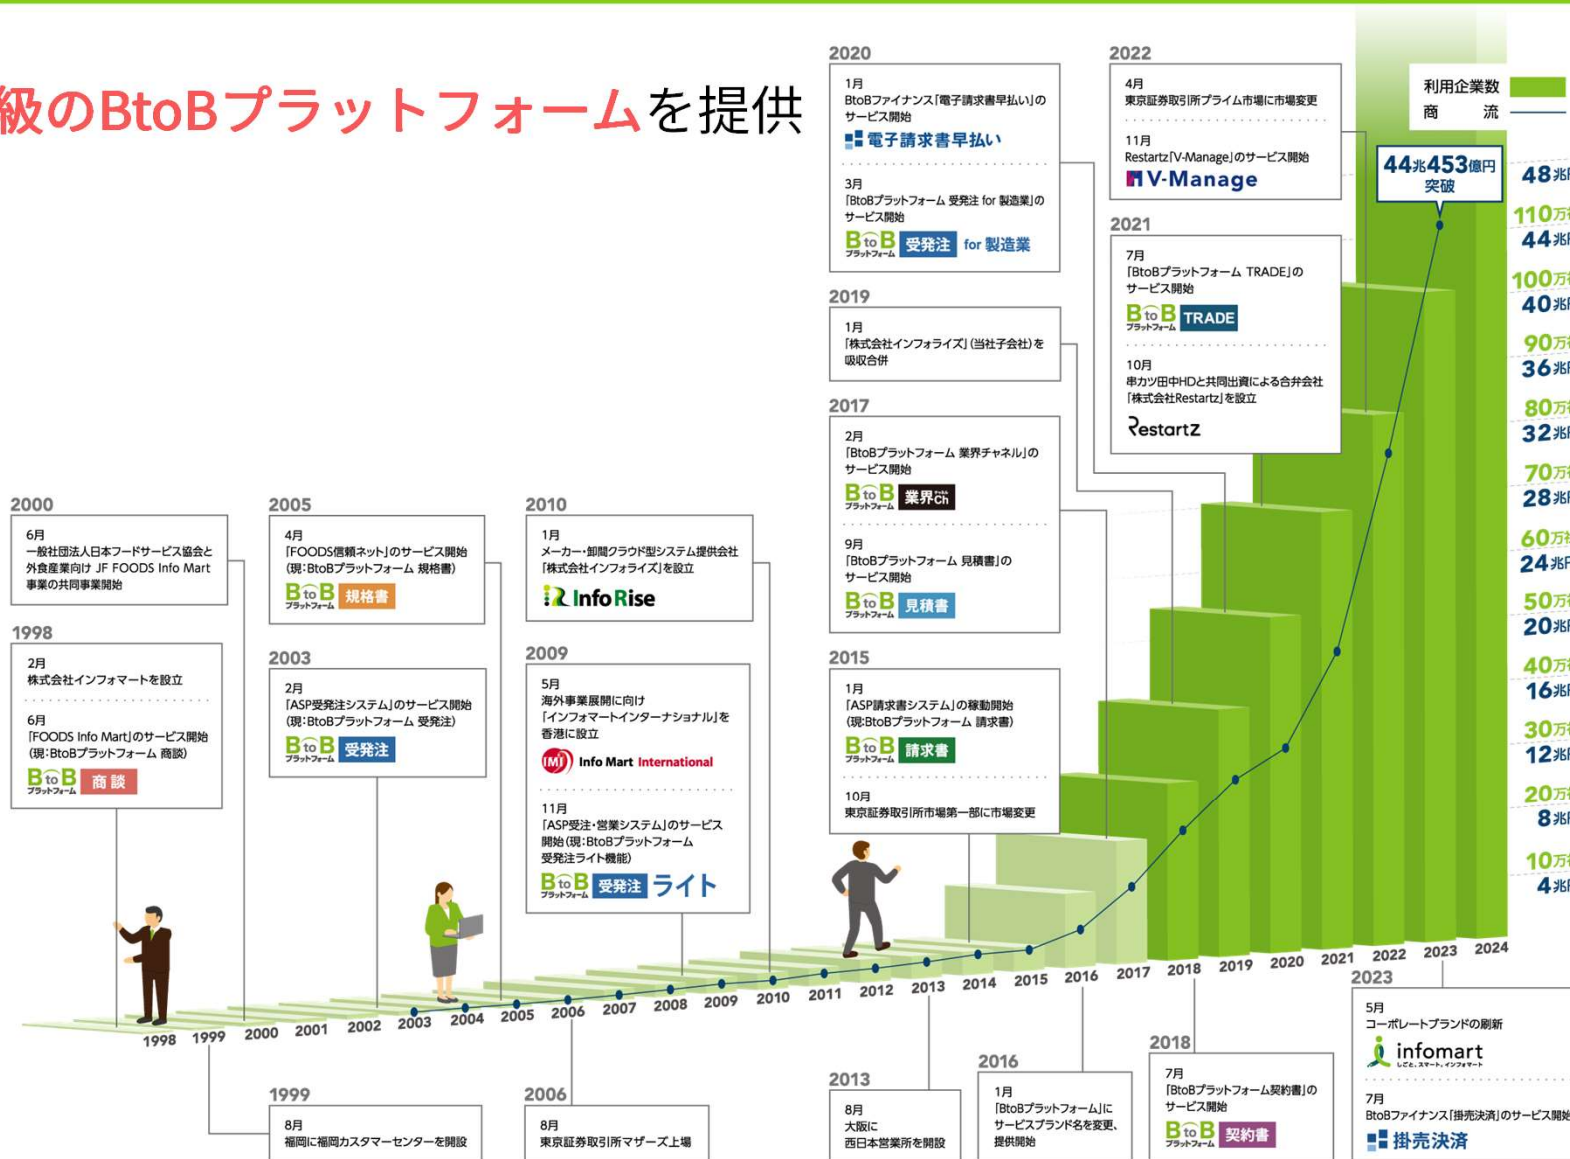 級のBtoBプラットフォームを提供
2000
6月
一般社団法人日本フードサービス協会と
外食産業向け JF FOODS Info Mart
事業の共同事業開始
1998
2月
株式会社インフォマートを設立
6月
「FOODS Info Mart」のサービス開始
(現:BtoBプラットフォーム 商談)
BtoB
プラットフォーム
商談
2005
4月
「FOODS信頼ネット」のサービス開始
(現:BtoBプラットフォーム 規格書)
BtoB
プラットフォーム
規格書
2003
2月
「ASP受発注システム」のサービス開始
(現:BtoBプラットフォーム 受発注)
BtoB
プラットフォーム
受発注
2010
1月
メーカー・卸間クラウド型システム提供会社
「株式会社インフォライズ」を設立
InfoRise
2009
5月
海外事業展開に向け
「インフォマートインターナショナル」を
香港に設立
IMI Info Mart International
11月
「ASP受注・営業システム」のサービス
開始(現:BtoBプラットフォーム
受発注ライト機能)
BtoB
プラットフォーム
受発注 ライト
2020
1月
BtoBファイナンス「電子請求書早払い」の
サービス開始
電子請求書早払い
3月
「BtoBプラットフォーム 受発注 for 製造業」の
サービス開始
BtoB
プラットフォーム
受発注 for 製造業
2019
1月
「株式会社インフォライズ」(当社子会社)を
吸収合併
2017
2月
「BtoBプラットフォーム 業界チャネル」の
サービス開始
BtoB
プラットフォーム
業界Ch
9月
「BtoBプラットフォーム 見積書」の
サービス開始
BtoB
プラットフォーム
見積書
2015
1月
「ASP請求書システム」の稼動開始
(現:BtoBプラットフォーム 請求書)
BtoB
プラットフォーム
請求書
10月
東京証券取引所市場第一部に市場変更
2022
4月
東京証券取引所プライム市場に市場変更
11月
Restartz「V-Manage」のサービス開始
V-Manage
2021
7月
「BtoBプラットフォーム TRADE」の
サービス開始
BtoB
プラットフォーム
TRADE
10月
串カツ田中HDと共同出資による合弁会社
「株式会社Restartz」を設立
Restartz
利用企業数
商 流
44兆453億円
突破
48兆円
110万社
44兆円
100万社
40兆円
90万社
36兆円
80万社
32兆円
70万社
28兆円
60万社
24兆円
50万社
20兆円
40万社
16兆円
30万社
12兆円
20万社
8兆円
10万社
4兆円
1998 1999 2000 2001 2002 2003 2004 2005 2006 2007 2008 2009 2010 2011 2012 2013 2014 2015 2016 2017 2018 2019 2020 2021 2022 2023 2024
1999
8月
福岡に福岡カスタマーセンターを開設
2006
8月
東京証券取引所マザーズ上場
2013
8月
大阪に
西日本営業所を開設
2016
1月
「BtoBプラットフォーム」に
サービスブランド名を変更、
提供開始
2018
7月
「BtoBプラットフォーム契約書」の
サービス開始
BtoB
プラットフォーム
契約書
2023
5月
コーポレートブランドの刷新
infomart
しごと、スマート、インフォマート
7月
BtoBファイナンス「掛売決済」のサービス開始
掛売決済